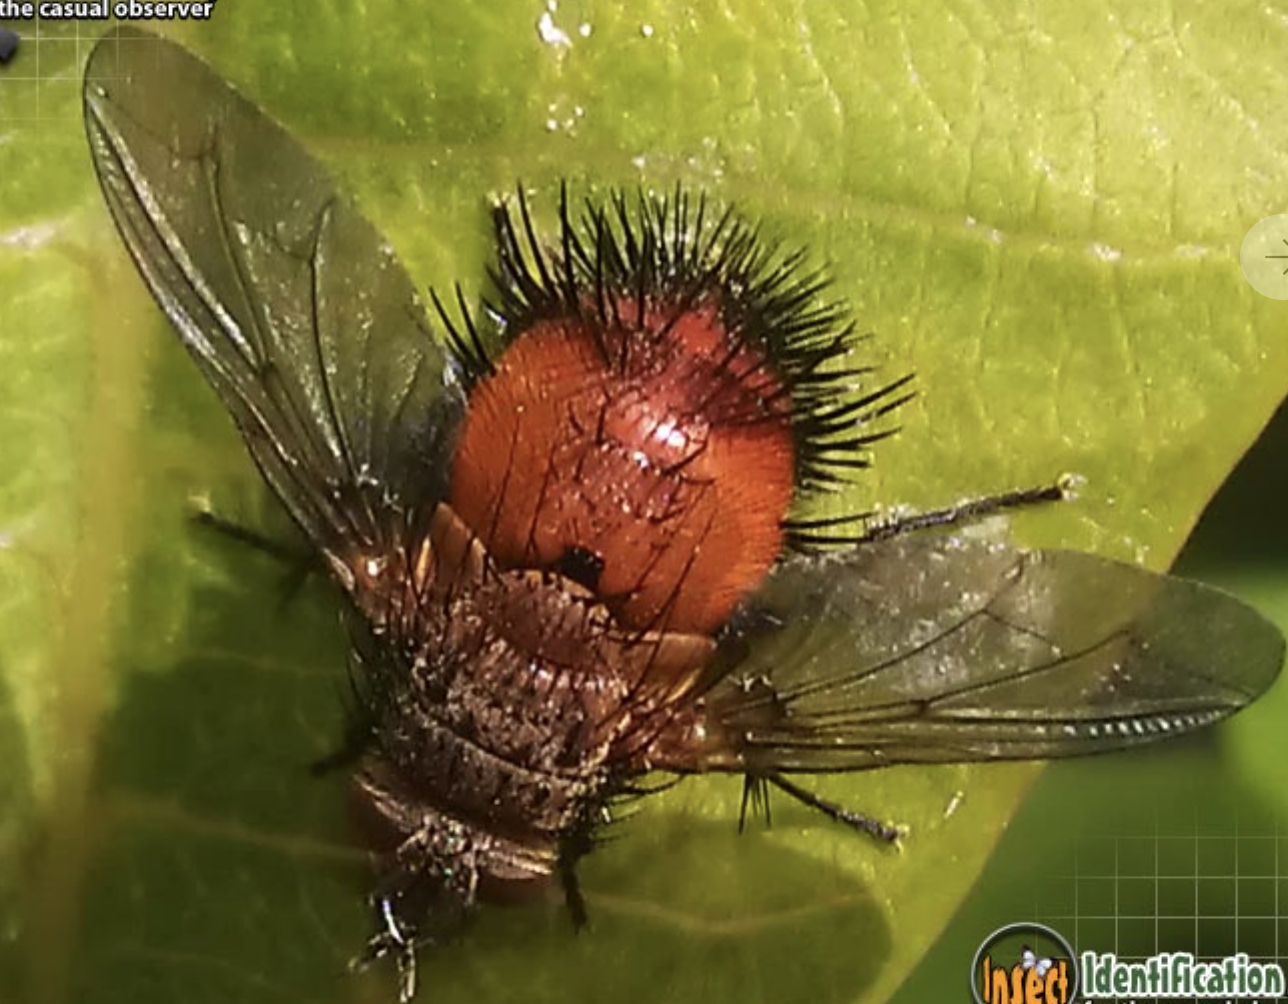 the casual observer
Insect Identification